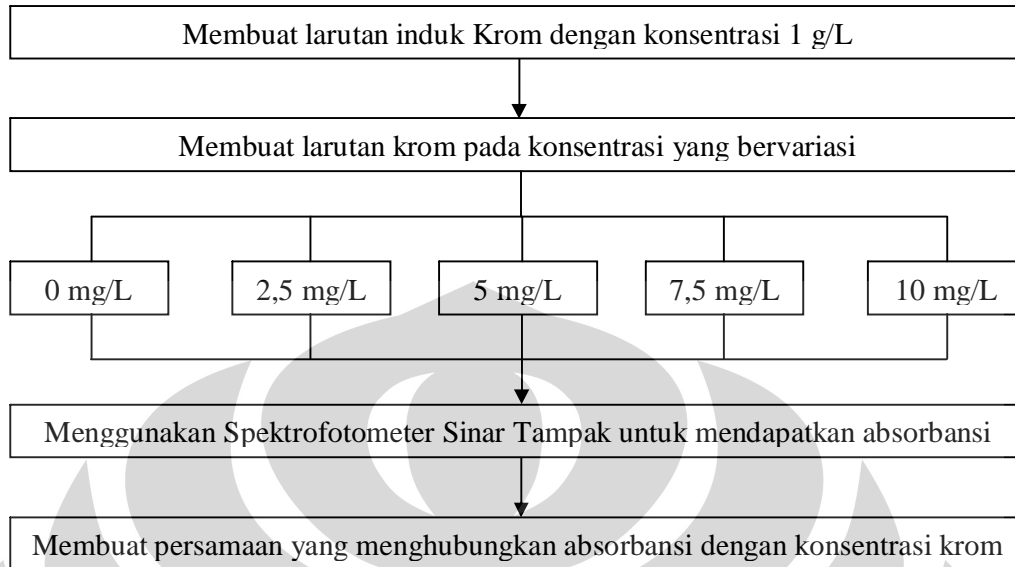 Membuat larutan induk Krom dengan konsentrasi 1 g/L
Membuat larutan krom pada konsentrasi yang bervariasi
0 mg/L
2,5 mg/L
5 mg/L
7,5 mg/L
10 mg/L
Menggunakan Spektrofotometer Sinar Tampak untuk mendapatkan absorbansi
Membuat persamaan yang menghubungkan absorbansi dengan konsentrasi krom